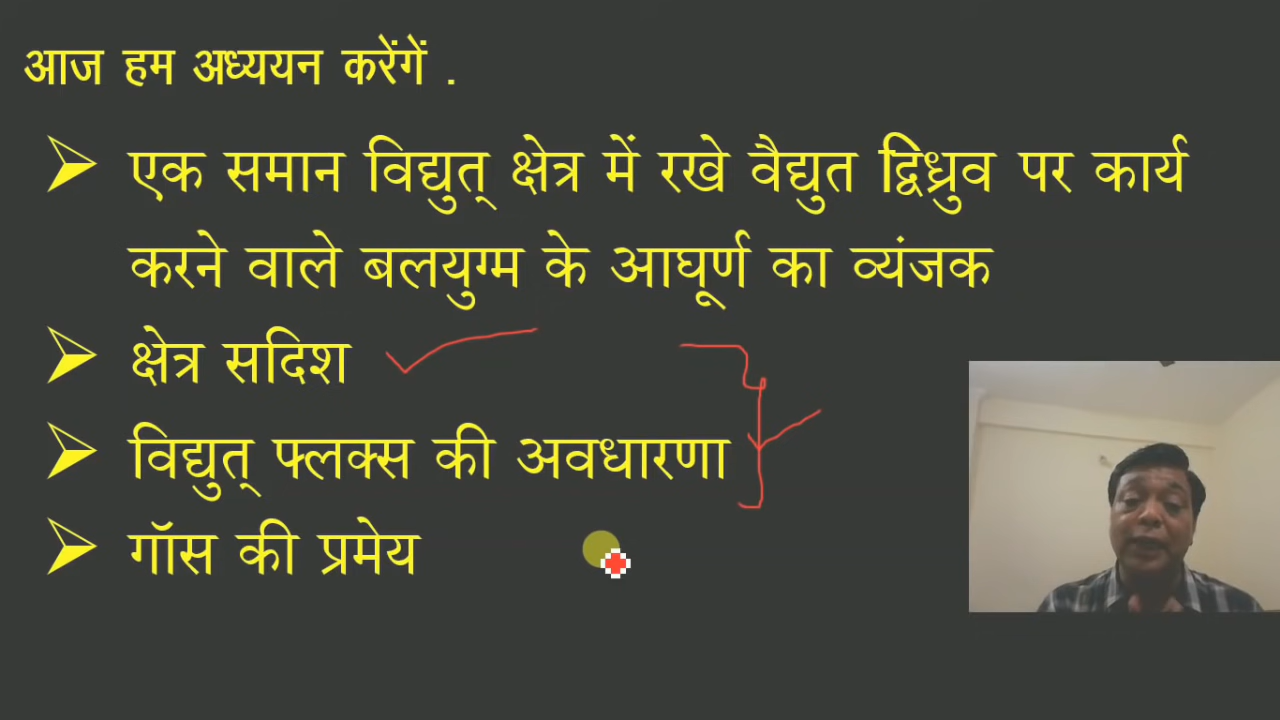 आज हम अध्ययन करेंगें .
एक समान विद्युत् क्षेत्र में रखे वैद्युत द्विध्रुव पर कार्य
करने वाले बलयुग्म के आघूर्ण का व्यंजक
क्षेत्र सदिश
विद्युत् फ्लक्स की अवधारणा
गॉस की प्रमेय